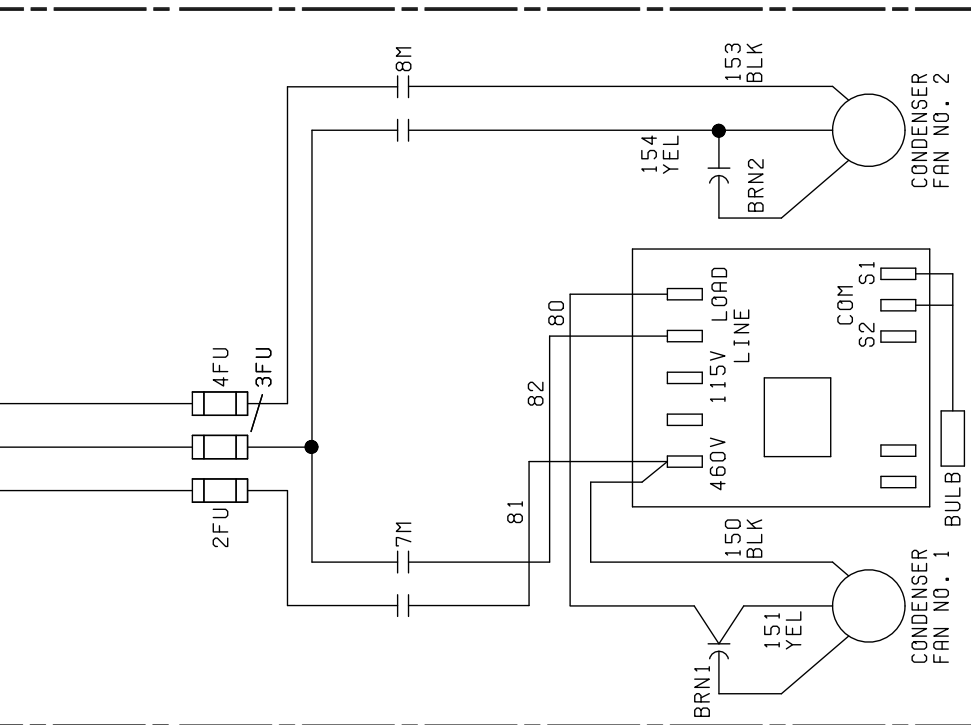 8M
153
BLK
154
YEL
BRN2
CONDENSER
FAN NO. 2
4FU
3FU
2FU
80
82
81
LOAD
LINE
115V
460V
S1
COM
S2
BULB
7M
150
BLK
151
YEL
BRN1
CONDENSER
FAN NO. 1